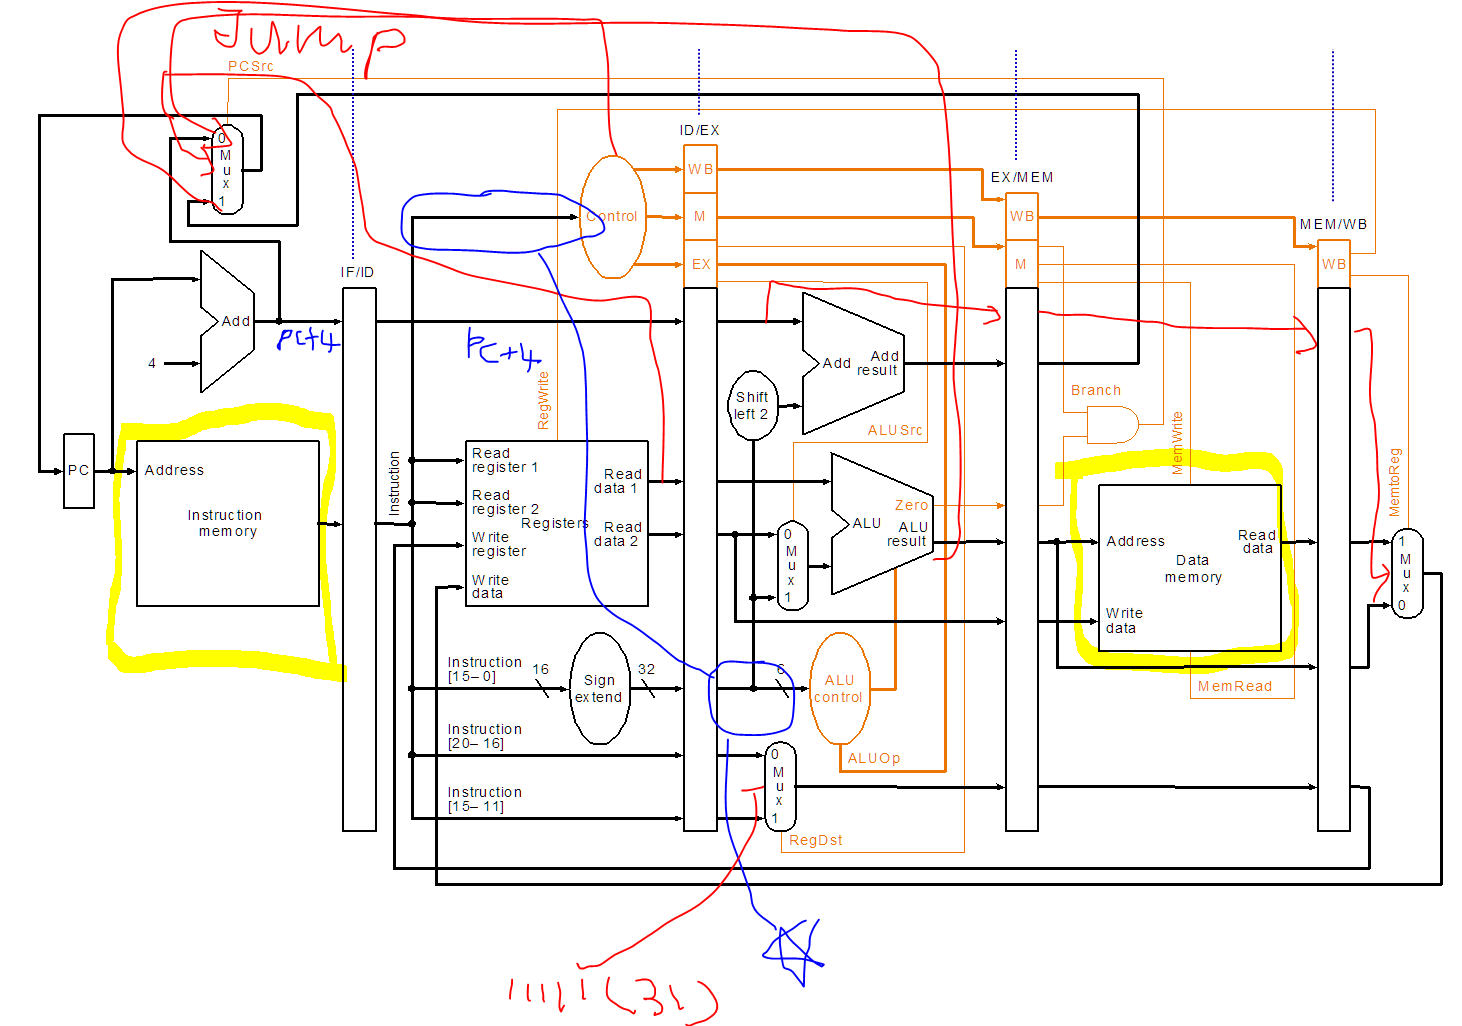 Jump
PCSrc
ID/EX
0
M
u
x
1
WB
Control
M
EX
EX/MEM
WB
M
MEM/WB
WB
IF/ID
Add
PC+4
PC+4
4
Add
Add
result
Shift
left 2
RegWrite
Branch
ALUSrc
MemWrite
MemtoReg
PC
Address
Instruction
memory
Instruction
Read
register 1
Read
register 2
Registers
Write
register
Write
data
Read
data 1
Read
data 2
0
M
u
x
1
Zero
ALU
ALU
result
Address
Data
memory
Read
data
Write
data
1
M
u
x
0
Instruction
[15–0]
16
Sign
extend
32
6
ALU
control
MemRead
Instruction
[20–16]
ALUOp
0
M
u
x
1
Instruction
[15–11]
RegDst
11111 (31)